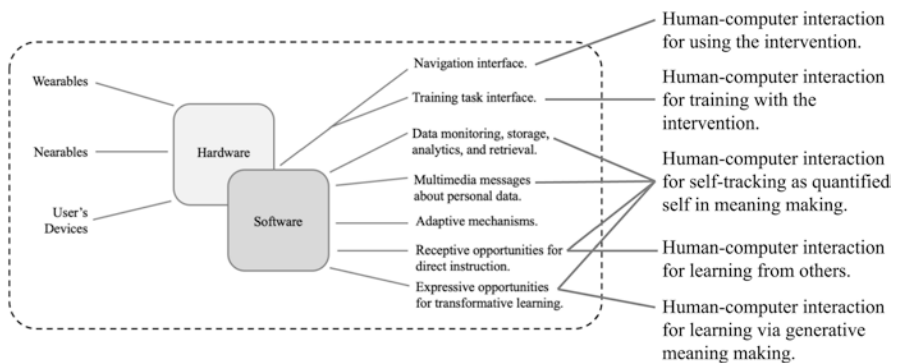 Wearables
Nearables
User's
Devices
Hardware
Software
Navigation interface.
Training task interface.
Data monitoring, storage,
analytics, and retrieval.
Multimedia messages
about personal data.
Adaptive mechanisms.
Receptive opportunities for
direct instruction.
Expressive opportunities
for transformative learning.
Human-computer interaction
for using the intervention.
Human-computer interaction
for training with the
intervention.
Human-computer interaction
for self-tracking as quantified
self in meaning making.
Human-computer interaction
for learning from others.
Human-computer interaction
for learning via generative
meaning making.